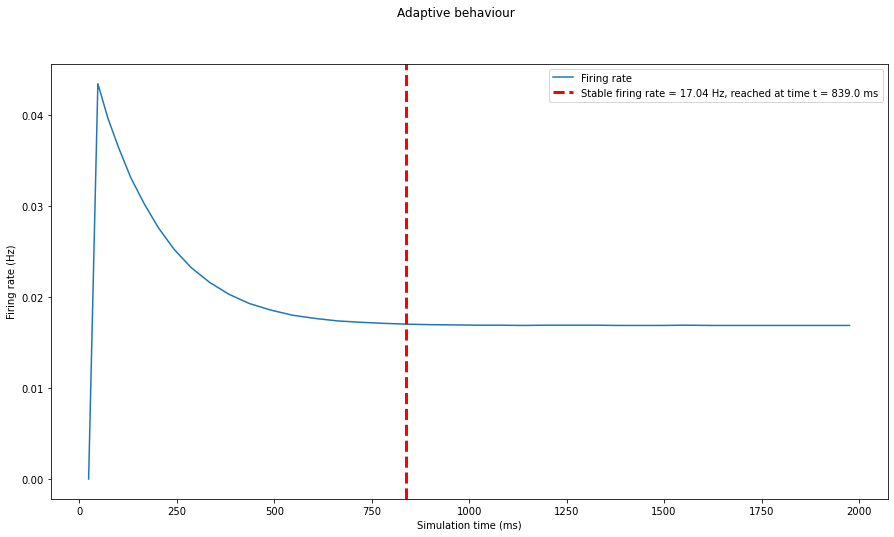 Adaptive behaviour
Firing rate
Stable firing rate = 17.04 Hz, reached at time t = 839.0 ms
Firing rate (Hz)
0.04
0.03
0.02
0.01
0.00
0 250 500 750 1000 1250 1500 1750 2000
Simulation time (ms)